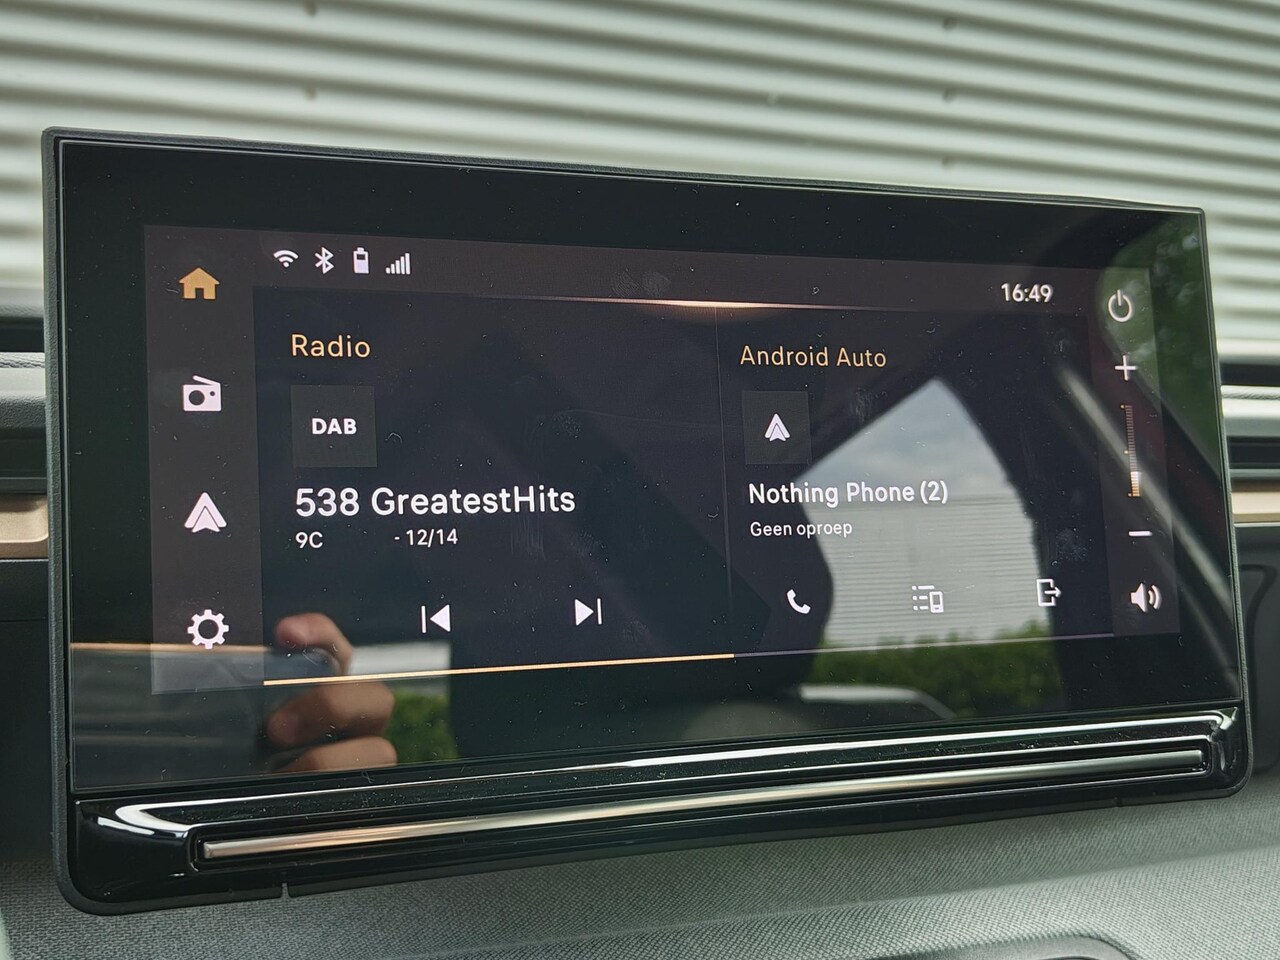 16:49
Radio
DAB
538 GreatestHits
9C - 12/14
Android Auto
Nothing Phone (2)
Geen oproep